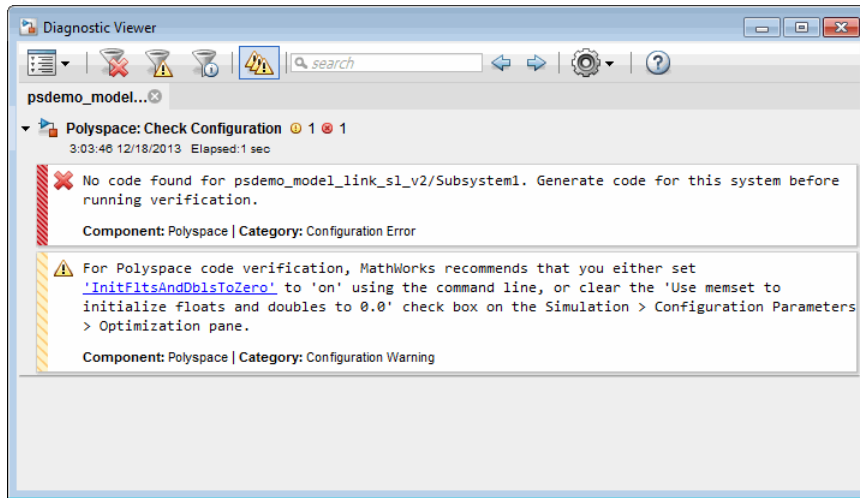 Diagnostic Viewer
search
psdemo_model...
Polyspace: Check Configuration 1 1
3:03:46 12/18/2013 Elapsed:1 sec
No code found for psdemo_model_link_sl_v2/Subsystem1. Generate code for this system before
running verification.
Component: Polyspace | Category: Configuration Error
For Polyspace code verification, MathWorks recommends that you either set
'InitFltsAndDblsToZero' to 'on' using the command line, or clear the 'Use memset to
initialize floats and doubles to 0.0' check box on the Simulation > Configuration Parameters
> Optimization pane.
Component: Polyspace | Category: Configuration Warning